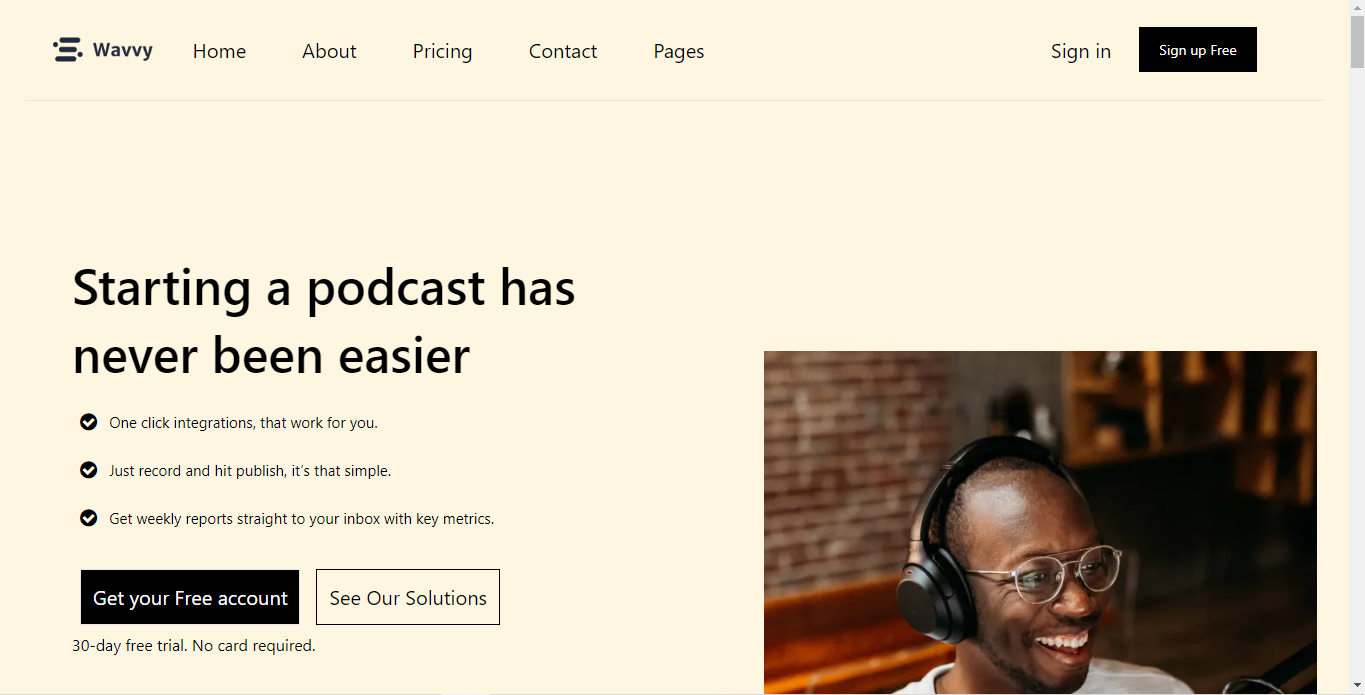 Wavvy Home About Pricing Contact Pages Sign in Sign up Free
Starting a podcast has
never been easier
One click integrations, that work for you.
Just record and hit publish, it's that simple.
Get weekly reports straight to your inbox with key metrics.
Get your Free account See Our Solutions
30-day free trial. No card required.